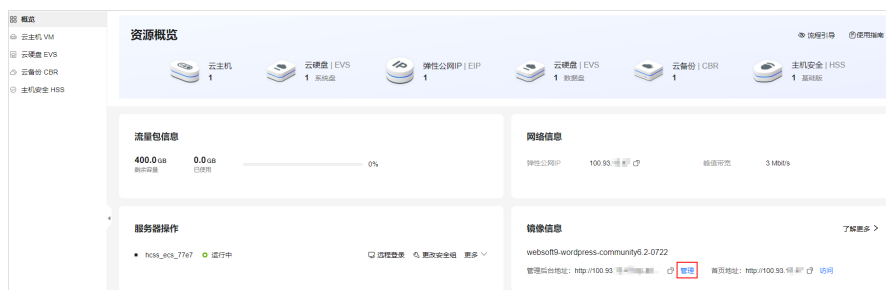 概览
云主机 VM
云硬盘 EVS
云备份 CBR
主机安全 HSS
资源概览
流程引导 使用指南
云主机 云硬盘 | EVS 弹性公网IP | EIP 云硬盘 | EVS 云备份 | CBR 主机安全 | HSS
1 1 系统盘 1 1 数据盘 1 1 基础版
流量包信息
400.0 GB 0.0 GB 0%
剩余容量 已使用
网络信息
弹性公网IP 100.93. 峰值带宽 3 Mbit/s
服务器操作
hcss_ecs_77e7 运行中 远程登录 更改安全组 更多
镜像信息 了解更多
websoft9-wordpress-community6.2-0722
管理后台地址: http://100.93 管理 首页地址: http://100.93. 访问